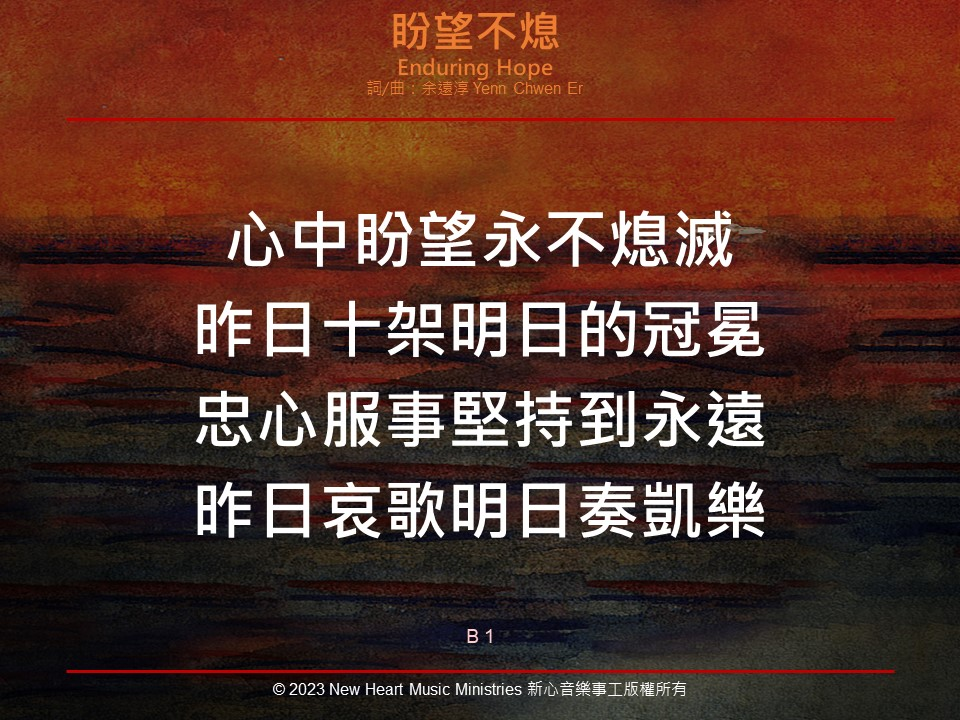 盼望不熄
Enduring Hope
詞/曲：余遠淳 Yenn Chwen Er
心中盼望永不熄滅
昨日十架明日的冠冕
忠心服事堅持到永遠
昨日哀歌明日奏凱樂
B 1
© 2023 New Heart Music Ministries 新心音樂事工版權所有